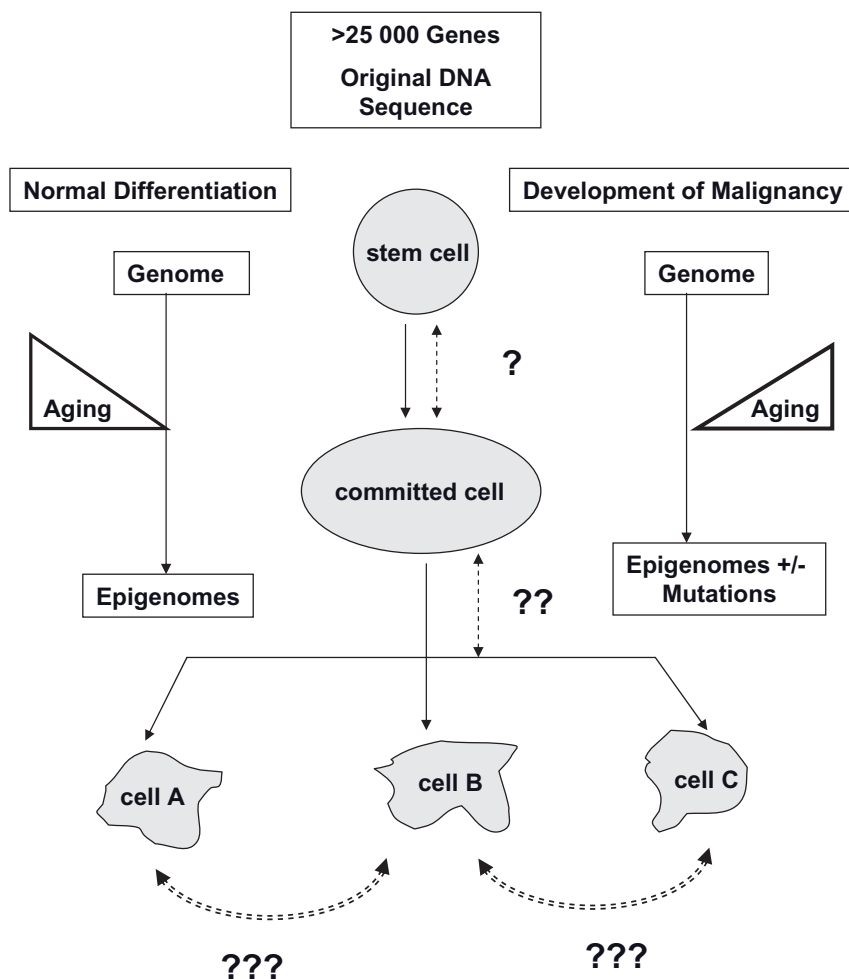 >25 000 Genes
Original DNA
Sequence
Normal Differentiation
Development of Malignancy
stem cell
Genome
Genome
?
Aging
Aging
committed cell
Epigenomes
Epigenomes +/-
Mutations
??
cell A
cell B
cell C
???
???